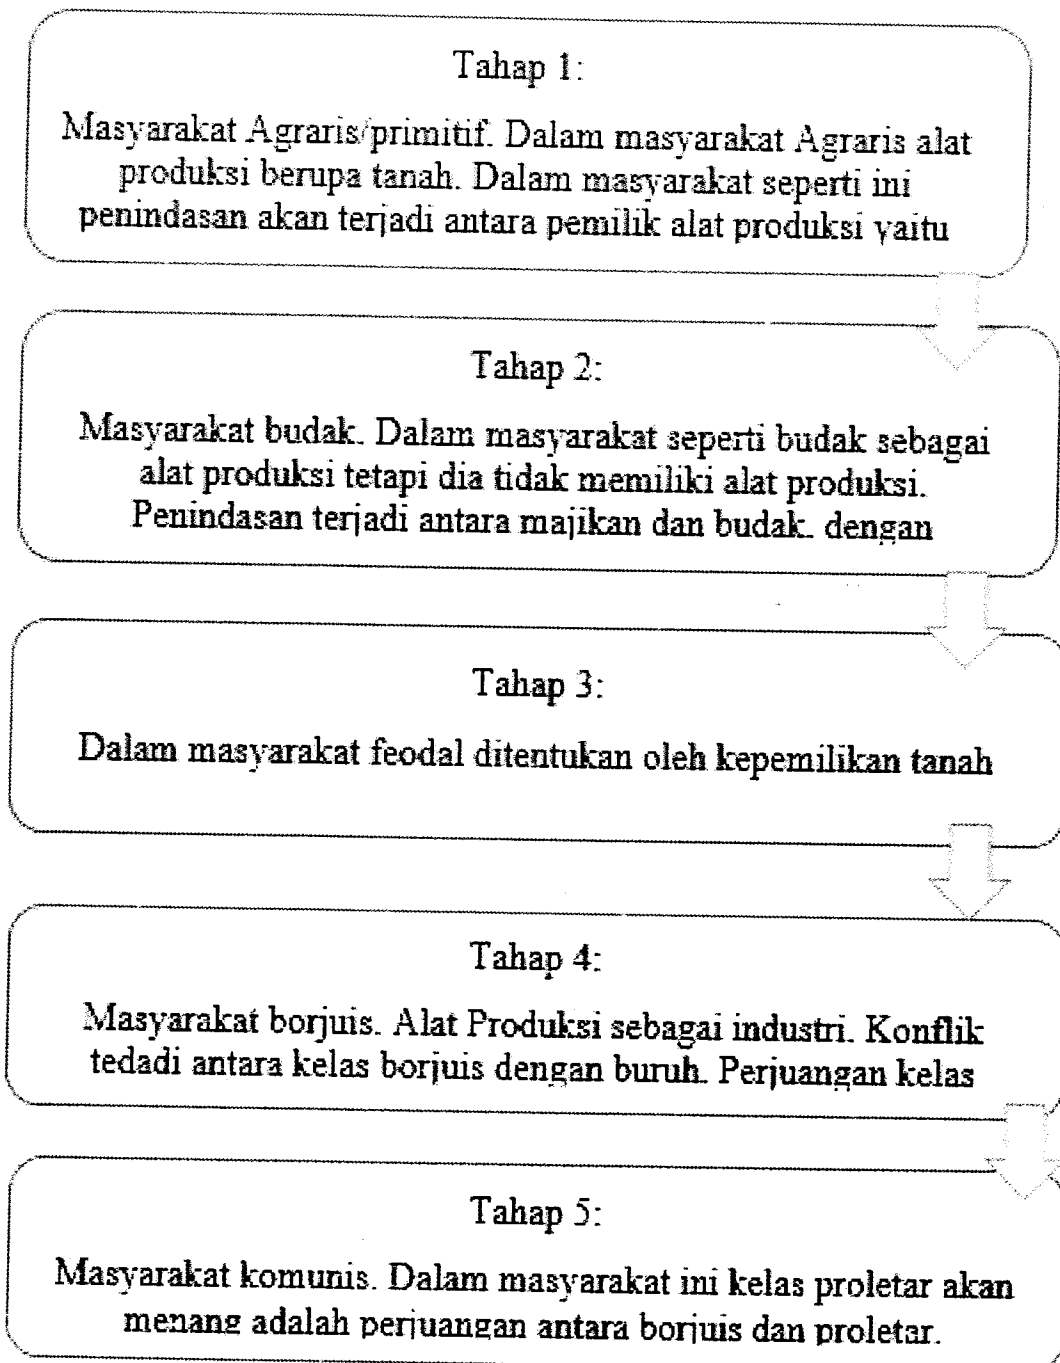 Tahap 1:
Masyarakat Agraris/primitif. Dalam masyarakat Agraris alat
produksi berupa tanah. Dalam masyarakat seperti ini
penindasan akan terjadi antara pemilik alat produksi yaitu
Tahap 2:
Masyarakat budak. Dalam masyarakat seperti budak sebagai
alat produksi tetapi dia tidak memiliki alat produksi.
Penindasan terjadi antara majikan dan budak. dengan
Tahap 3:
Dalam masyarakat feodal ditentukan oleh kepemilikan tanah
Tahap 4:
Masyarakat borjuis. Alat Produksi sebagai industri. Konflik
tedadi antara kelas borjuis dengan buruh. Perjuangan kelas
Tahap 5:
Masyarakat komunis. Dalam masyarakat ini kelas proletar akan
menang adalah perjuangan antara borjuis dan proletar.